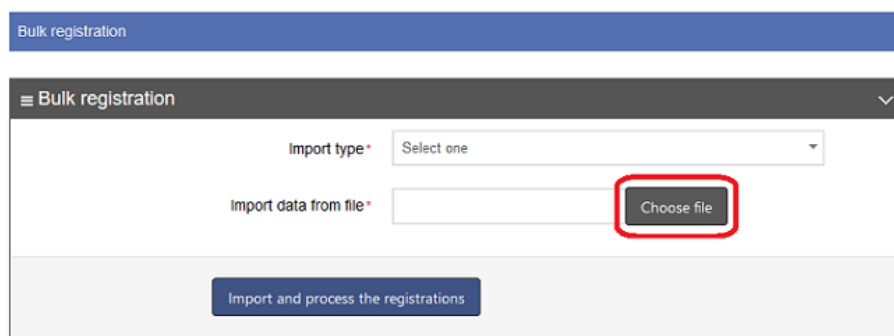 Bulk registration
Bulk registration
Import type*
Select one
Import data from file*
Choose file
Import and process the registrations